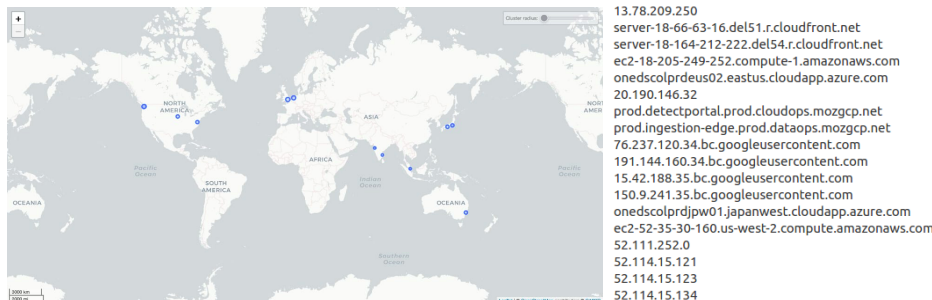 +
−
Cluster radius:
NORTH
AMERICA
ASIA
AFRICA
SOUTH
AMERICA
OCEANIA
OCEANIA
Pacific
Ocean
Indian
Ocean
Pacific
Ocean
Southern
Ocean
NOR
AMER
2000 km
2000 mi
13.78.209.250
server-18-66-63-16.del51.r.cloudfront.net
server-18-164-212-222.del54.r.cloudfront.net
ec2-18-205-249-252.compute-1.amazonaws.com
onedscolprdeus02.eastus.cloudapp.azure.com
20.190.146.32
prod.detectportal.prod.cloudops.mozgcp.net
prod.ingestion-edge.prod.dataops.mozgcp.net
76.237.120.34.bc.googleusercontent.com
191.144.160.34.bc.googleusercontent.com
15.42.188.35.bc.googleusercontent.com
150.9.241.35.bc.googleusercontent.com
onedscolprdjpw01.japanwest.cloudapp.azure.com
ec2-52-35-30-160.us-west-2.compute.amazonaws.com
52.111.252.0
52.114.15.121
52.114.15.123
52.114.15.134